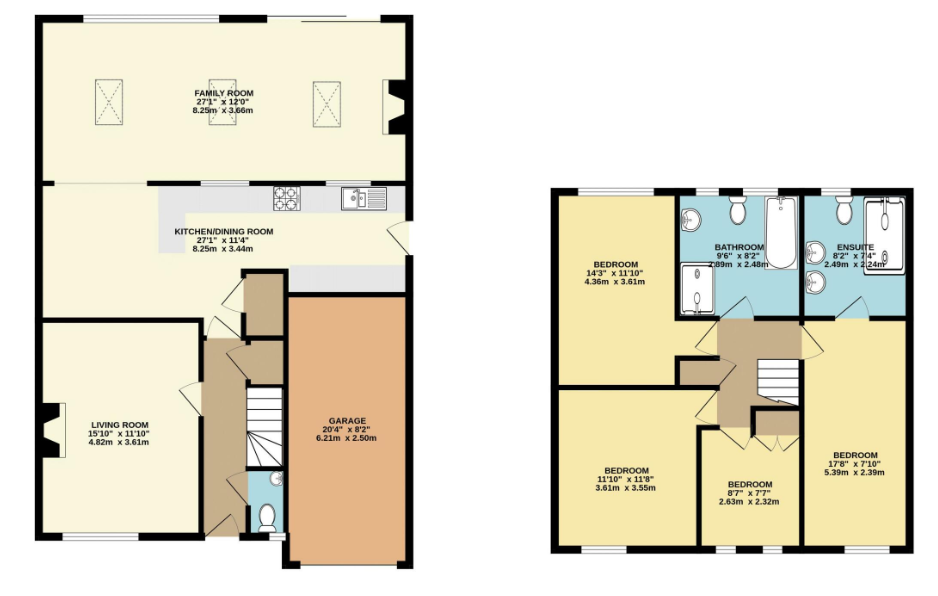 FAMILY ROOM
27'1" x 12'0"
8.25m x 3.66m
KITCHEN/DINING ROOM
27'1" x 11'4"
8.25m x 3.44m
LIVING ROOM
15'10" x 11'10"
4.82m x 3.61m
GARAGE
20'4" x 8'2"
6.21m x 2.50m
BEDROOM
14'3" x 11'10"
4.36m x 3.61m
BATHROOM
9'6" x 8'2"
2.89m x 2.48m
ENSUITE
8'2" x 7'4"
2.49m x 2.24m
BEDROOM
11'10" x 11'8"
3.61m x 3.55m
BEDROOM
8'7" x 7'7"
2.63m x 2.32m
BEDROOM
17'8" x 7'10"
5.39m x 2.39m